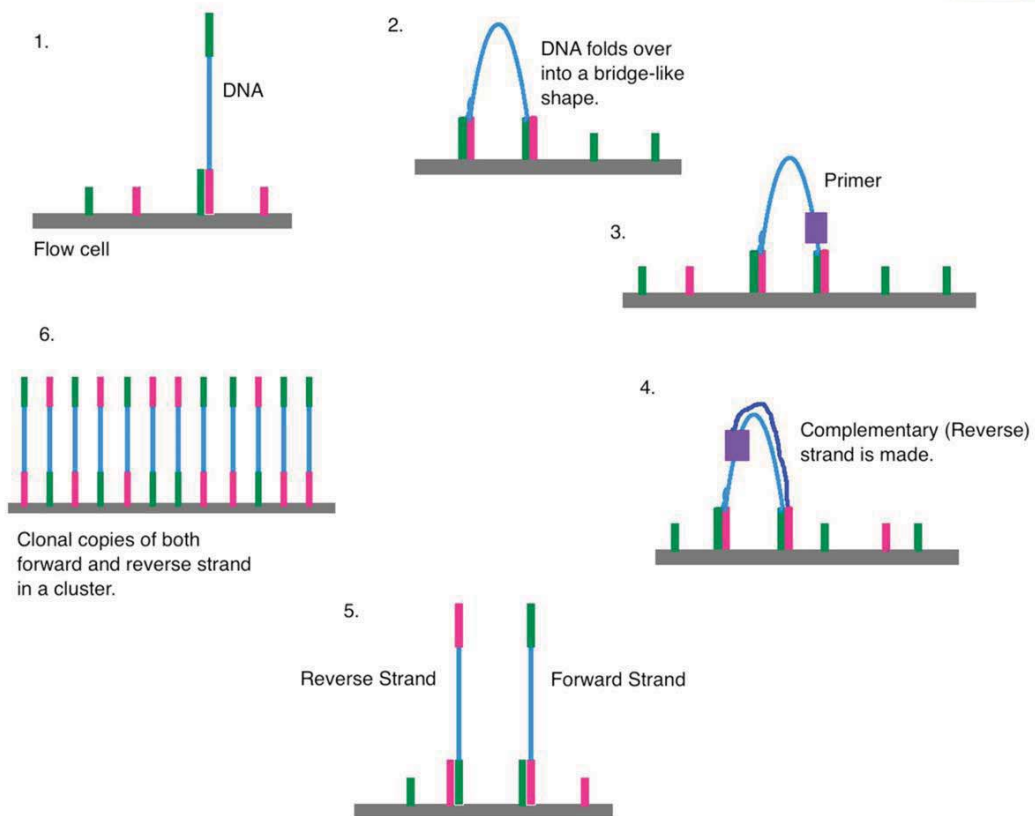 1.
DNA
Flow cell
2.
DNA folds over
into a bridge-like
shape.
3.
Primer
4.
Complementary (Reverse)
strand is made.
5.
Reverse Strand
Forward Strand
6.
Clonal copies of both
forward and reverse strand
in a cluster.